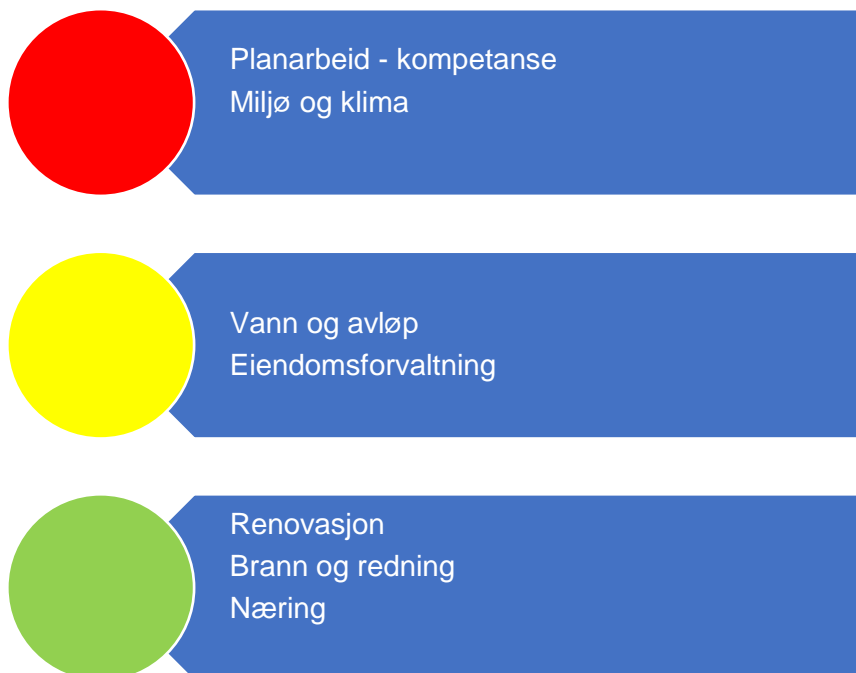 Planarbeid - kompetanse
Miljø og klima
Vann og avløp
Eiendomsforvaltning
Renovasjon
Brann og redning
Næring